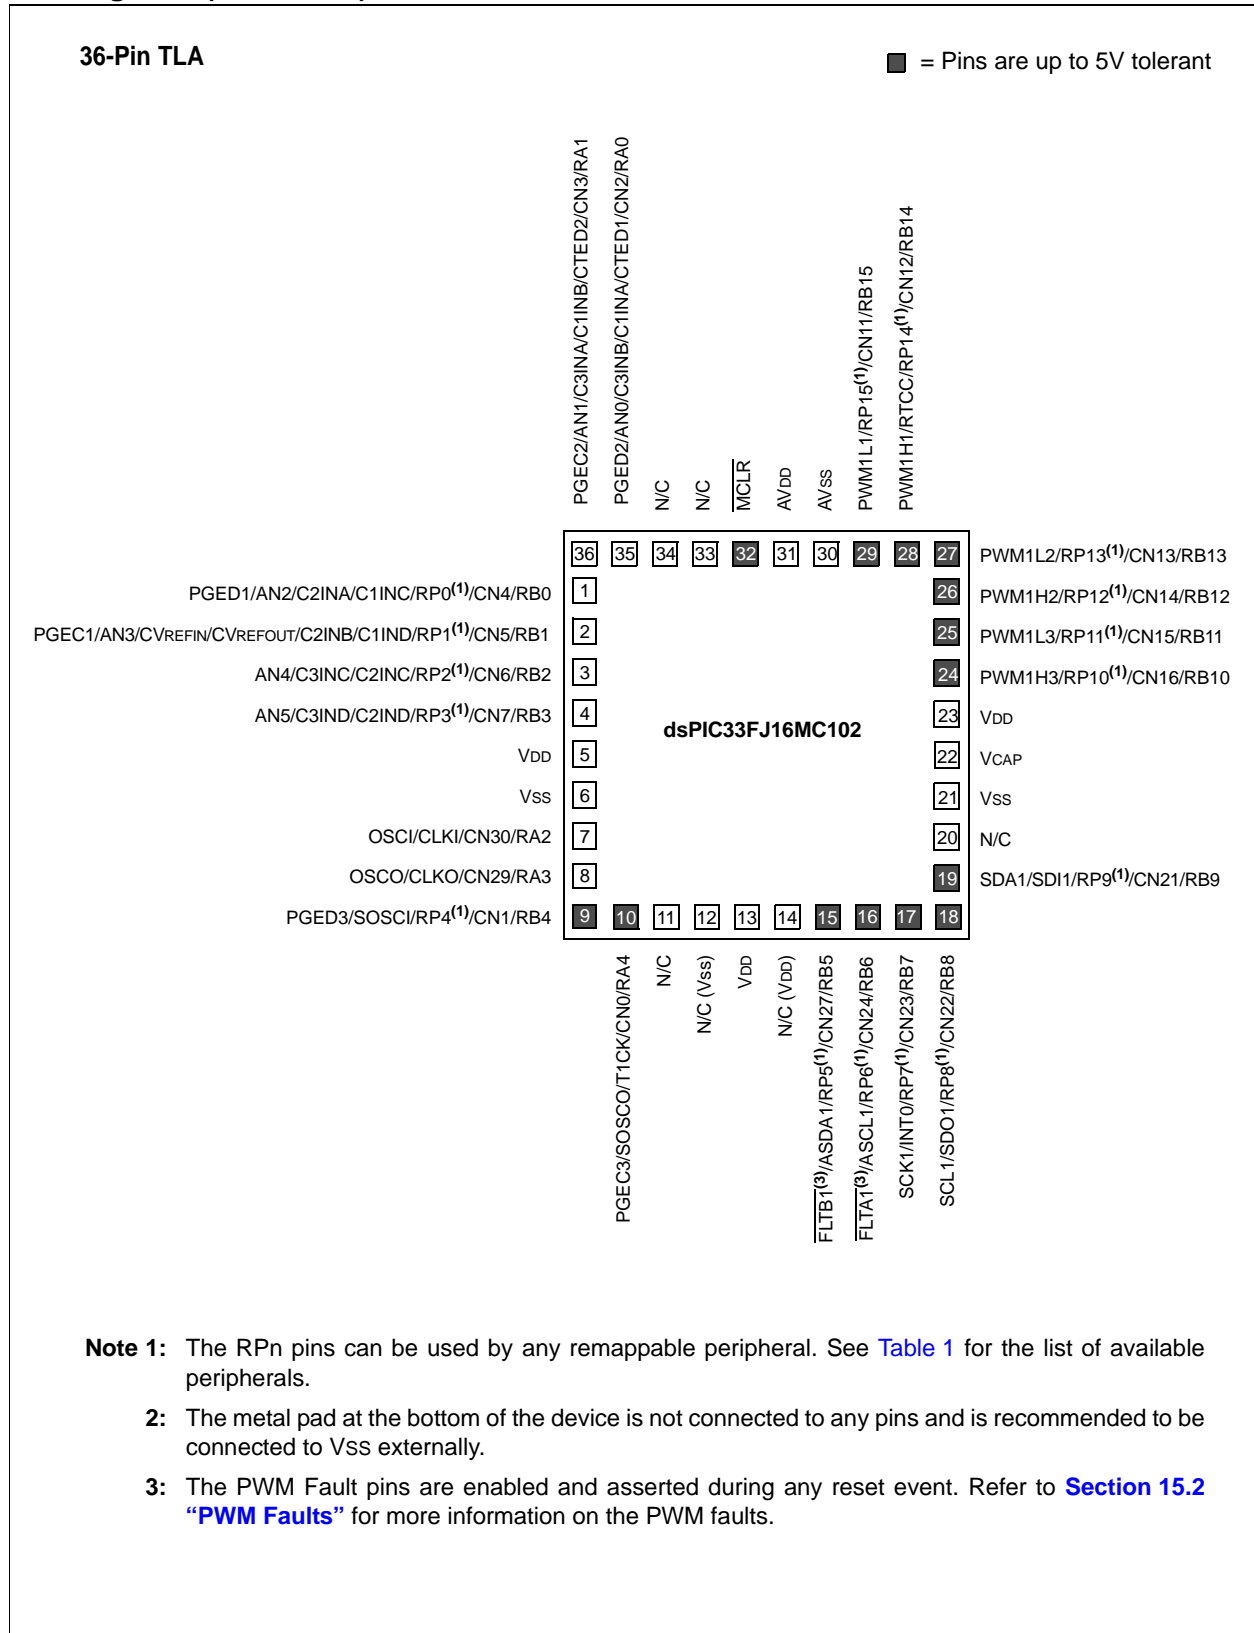 36-Pin TLA
= Pins are up to 5V tolerant
PGEC2/AN1/C3INA/C1INB/CTED2/CN3/RA1
PGED2/AN0/C3INB/C1INA/CTED1/CN2/RA0
N/C
N/C
MCLR
AVDD
AVSS
PWM1L1/RP15(1)/CN11/RB15
PWM1H1/RTCC/RP14(1)/CN12/RB14
36 35 34 33 32 31 30 29 28 27
PWM1L2/RP13(1)/CN13/RB13
PGED1/AN2/C2INA/C1INC/RP0(1)/CN4/RB0
1
26
PWM1H2/RP12(1)/CN14/RB12
PGEC1/AN3/CVREFIN/CVREFOUT/C2INB/C1IND/RP1(1)/CN5/RB1
2
25
PWM1L3/RP11(1)/CN15/RB11
AN4/C3INC/C2INC/RP2(1)/CN6/RB2
3
24
PWM1H3/RP10(1)/CN16/RB10
AN5/C3IND/C2IND/RP3(1)/CN7/RB3
4
dsPIC33FJ16MC102
23
VDD
VDD
5
22
VCAP
VSS
6
21
VSS
OSCI/CLKI/CN30/RA2
7
20
N/C
OSCO/CLKO/CN29/RA3
8
19
SDA1/SDI1/RP9(1)/CN21/RB9
PGED3/SOSCI/RP4(1)/CN1/RB4
9 10 11 12 13 14 15 16 17 18
PGEC3/SOSCO/T1CK/CN0/RA4
N/C
N/C (Vss)
VDD
N/C (VDD)
FLTB1(3)/ASDA1/RP5(1)/CN27/RB5
FLTA1(3)/ASCL1/RP6(1)/CN24/RB6
SCK1/INT0/RP7(1)/CN23/RB7
SCL1/SDO1/RP8(1)/CN22/RB8
Note 1: The RPn pins can be used by any remappable peripheral. See Table 1 for the list of available
peripherals.
2: The metal pad at the bottom of the device is not connected to any pins and is recommended to be
connected to VSS externally.
3: The PWM Fault pins are enabled and asserted during any reset event. Refer to Section 15.2
“PWM Faults” for more information on the PWM faults.